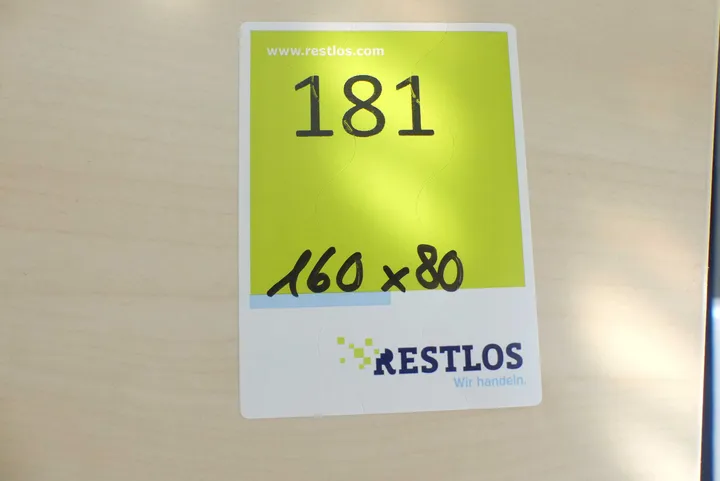 www.restlos.com
181
160 x 80
RESTLOS
Wir handeln.